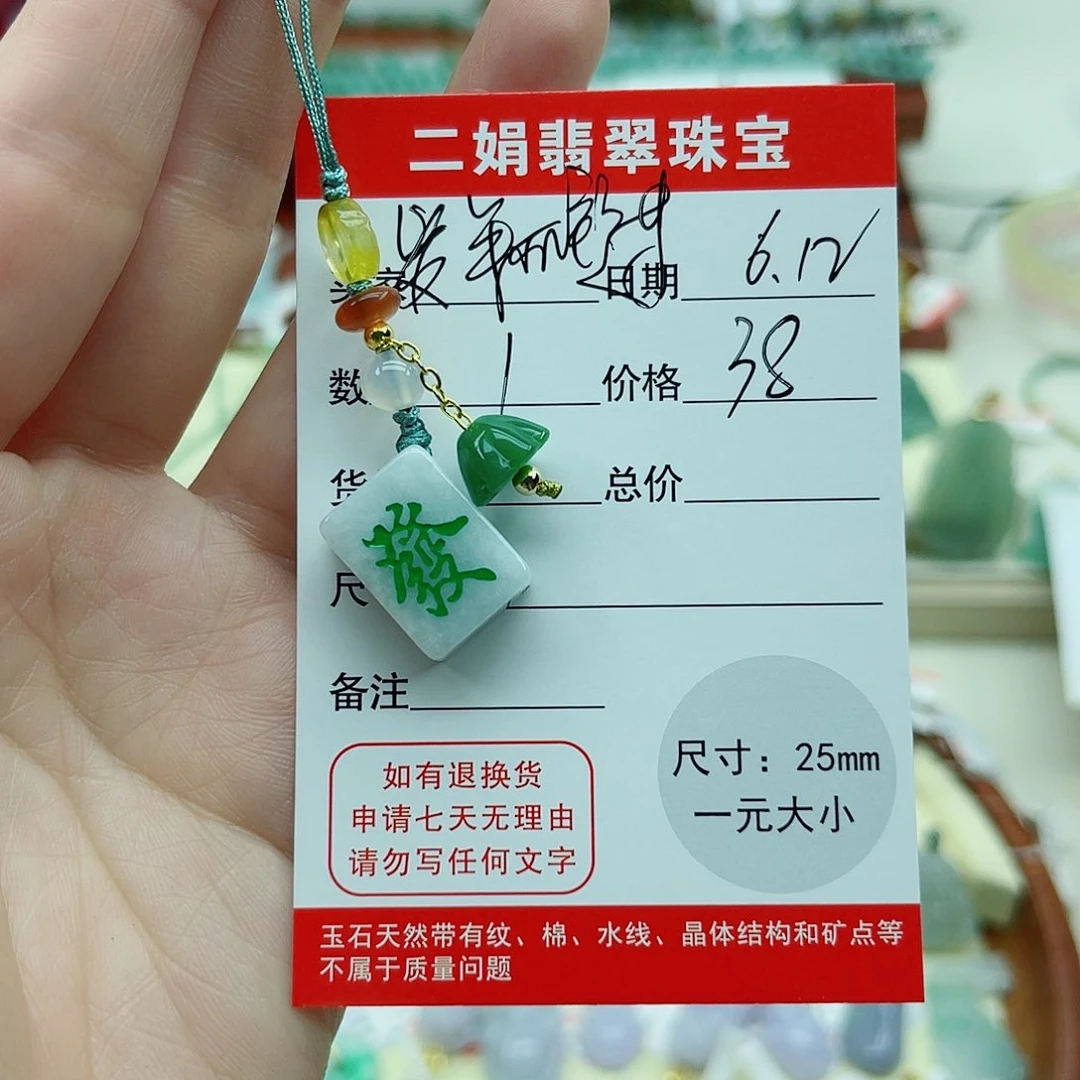 二娟翡翠珠宝
日期 6.12
数 1 价格 38
货 总价
尺
备注
發
如有退换货
申请七天无理由
请勿写任何文字
尺寸：25mm
一元大小
玉石天然带有纹、棉、水线、晶体结构和矿点等
不属于质量问题